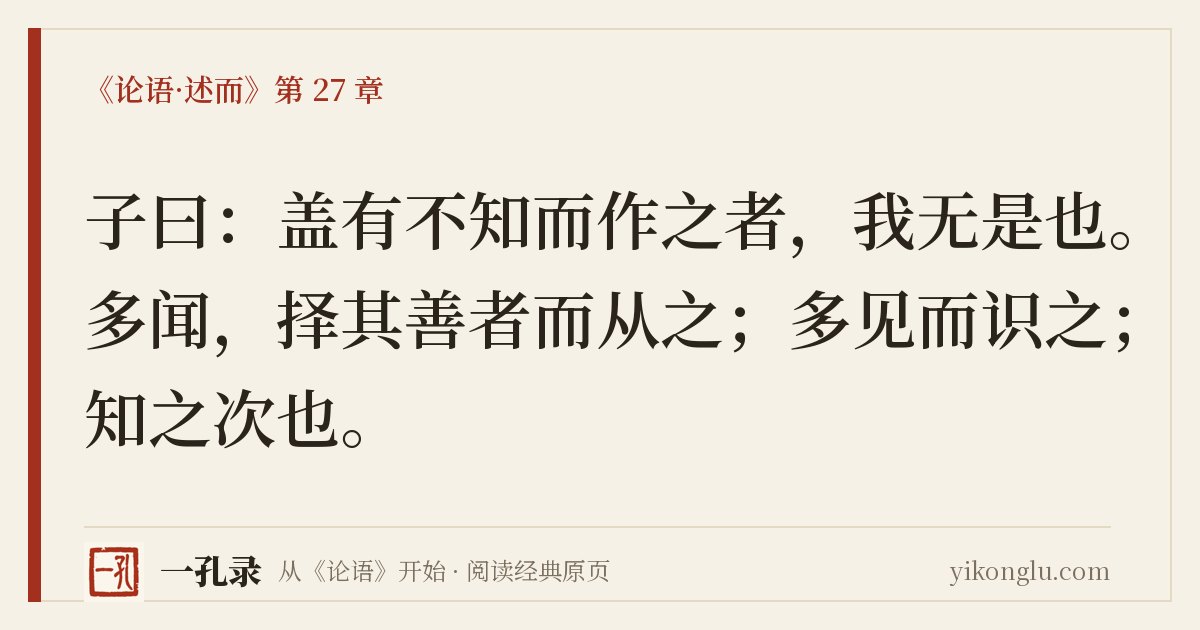 《论语·述而》第 27 章
子曰：盖有不知而作之者，我无是也。
多闻，择其善者而从之；多见而识之；
知之次也。
一孔
一孔录 从《论语》开始 · 阅读经典原页
yikonglu.com